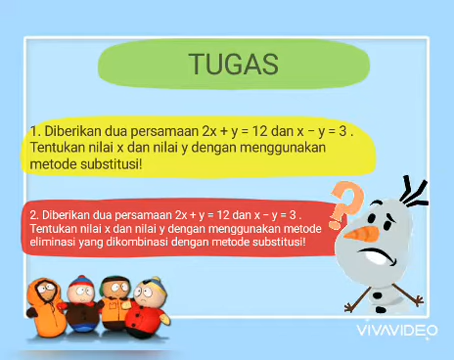 TUGAS
1. Diberikan dua persamaan 2x + y = 12 dan x − y = 3 .
Tentukan nilai x dan nilai y dengan menggunakan
metode substitusi!
2. Diberikan dua persamaan 2x + y = 12 dan x − y = 3 .
Tentukan nilai x dan nilai y dengan menggunakan metode
eliminasi yang dikombinasi dengan metode substitusi!
VIVAVIDEO